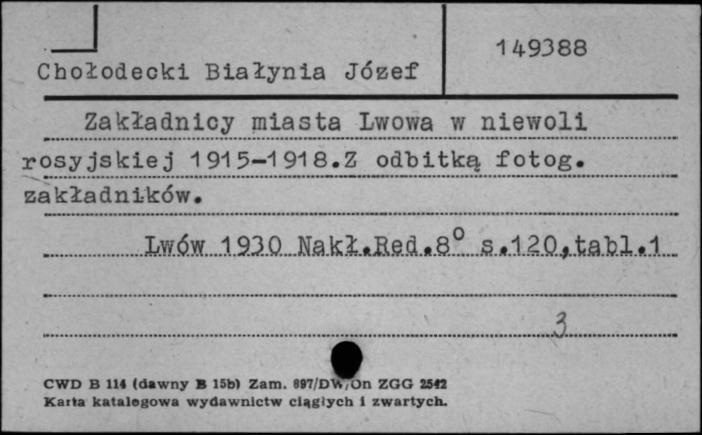 149388
Chołodecki Białynia Józef
Zakładnicy miasta Lwowa w niewoli
rosyjskiej 1915-1918.Z odbitką fotog.
zakładników.
Lwów 1930 Nakł.Red.8° s.120,tabl.1
3
CWD B 114 (dawny B 15b) Zam. 897/DW/On ZGG 2542
Karta katalogowa wydawnictw ciągłych i zwartych.